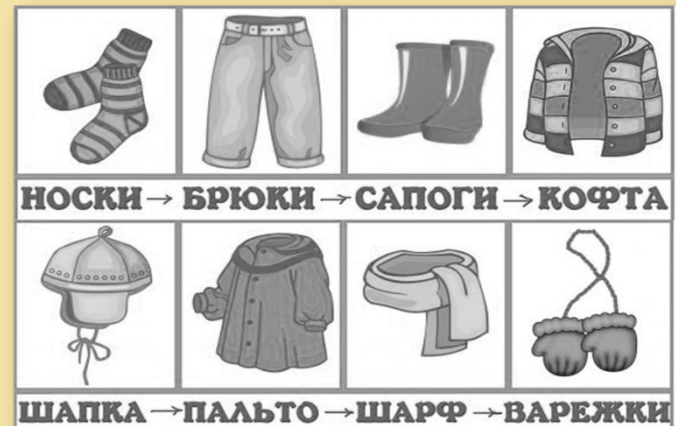 НОСКИ → БРЮКИ → САПОГИ → КОФТА
ШАПКА → ПАЛЬТО → ШАРФ → ВАРЕЖКИ